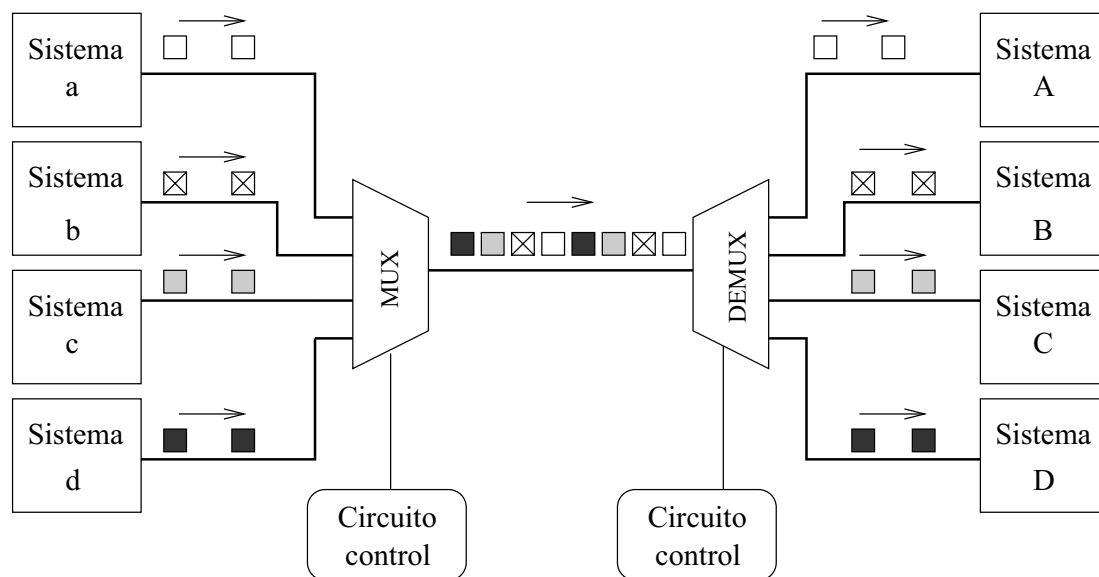 Sistema
a
Sistema
b
Sistema
c
Sistema
d
MUX
Circuito
control
DEMUX
Circuito
control
Sistema
A
Sistema
B
Sistema
C
Sistema
D